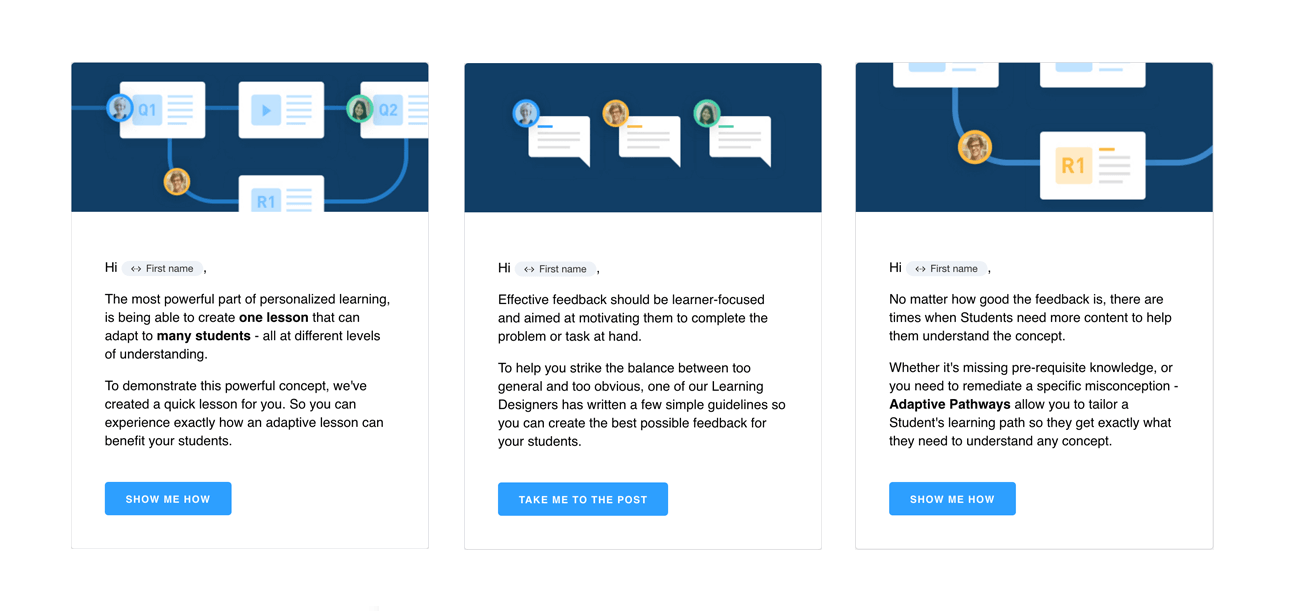 Q1
Q2
R1
Hi First name ,
The most powerful part of personalized learning,
is being able to create one lesson that can
adapt to many students - all at different levels
of understanding.
To demonstrate this powerful concept, we've
created a quick lesson for you. So you can
experience exactly how an adaptive lesson can
benefit your students.
SHOW ME HOW
Hi First name ,
Effective feedback should be learner-focused
and aimed at motivating them to complete the
problem or task at hand.
To help you strike the balance between too
general and too obvious, one of our Learning
Designers has written a few simple guidelines so
you can create the best possible feedback for
your students.
TAKE ME TO THE POST
R1
Hi First name ,
No matter how good the feedback is, there are
times when Students need more content to help
them understand the concept.
Whether it's missing pre-requisite knowledge, or
you need to remediate a specific misconception -
Adaptive Pathways allow you to tailor a
Student's learning path so they get exactly what
they need to understand any concept.
SHOW ME HOW